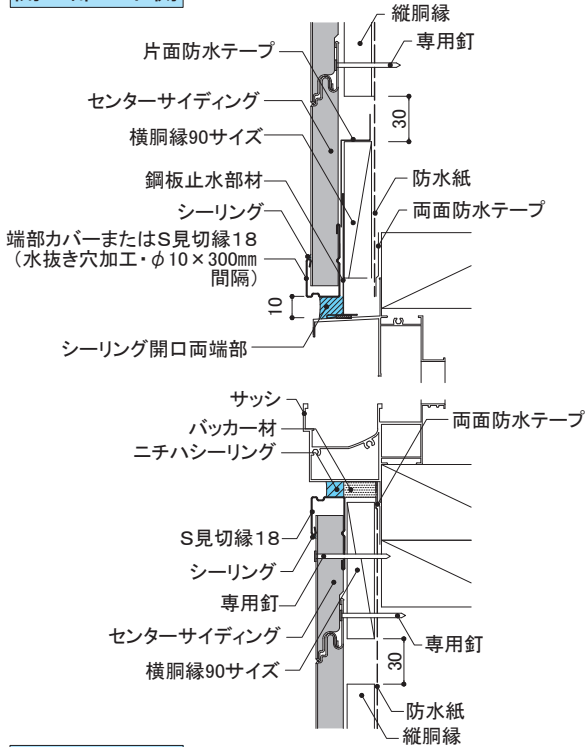 縦胴縁
専用釘
片面防水テープ
センターサイディング
30
横胴縁90サイズ
鋼板止水部材
防水紙
シーリング
両面防水テープ
端部カバーまたはS見切縁18
(水抜き穴加工・φ10×300mm
間隔)
10
シーリング開口両端部
サッシ
バッカー材
両面防水テープ
ニチハシーリング
S見切縁18
シーリング
専用釘
センターサイディング
専用釘
横胴縁90サイズ
30
防水紙
縦胴縁